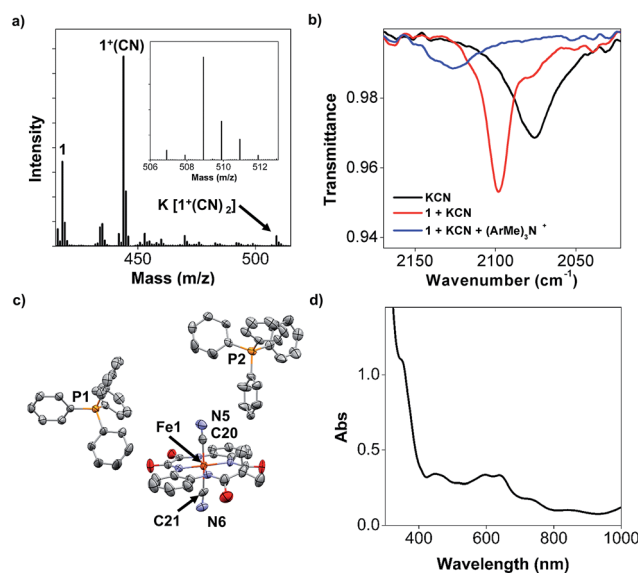 a)
1⁺(CN)
1
K [1⁺(CN)₂]
Intensity
450 500
Mass (m/z)
506 508 510 512
Mass (m/z)
b)
Transmittance
0.98
0.96
0.94
KCN
1 + KCN
1 + KCN + (ArMe)₃N⁺
2150 2100 2050
Wavenumber (cm⁻¹)
c)
P1
P2
N5
Fe1
C20
C21
N6
d)
Abs
1.0
0.5
0.0
400 600 800 1000
Wavelength (nm)